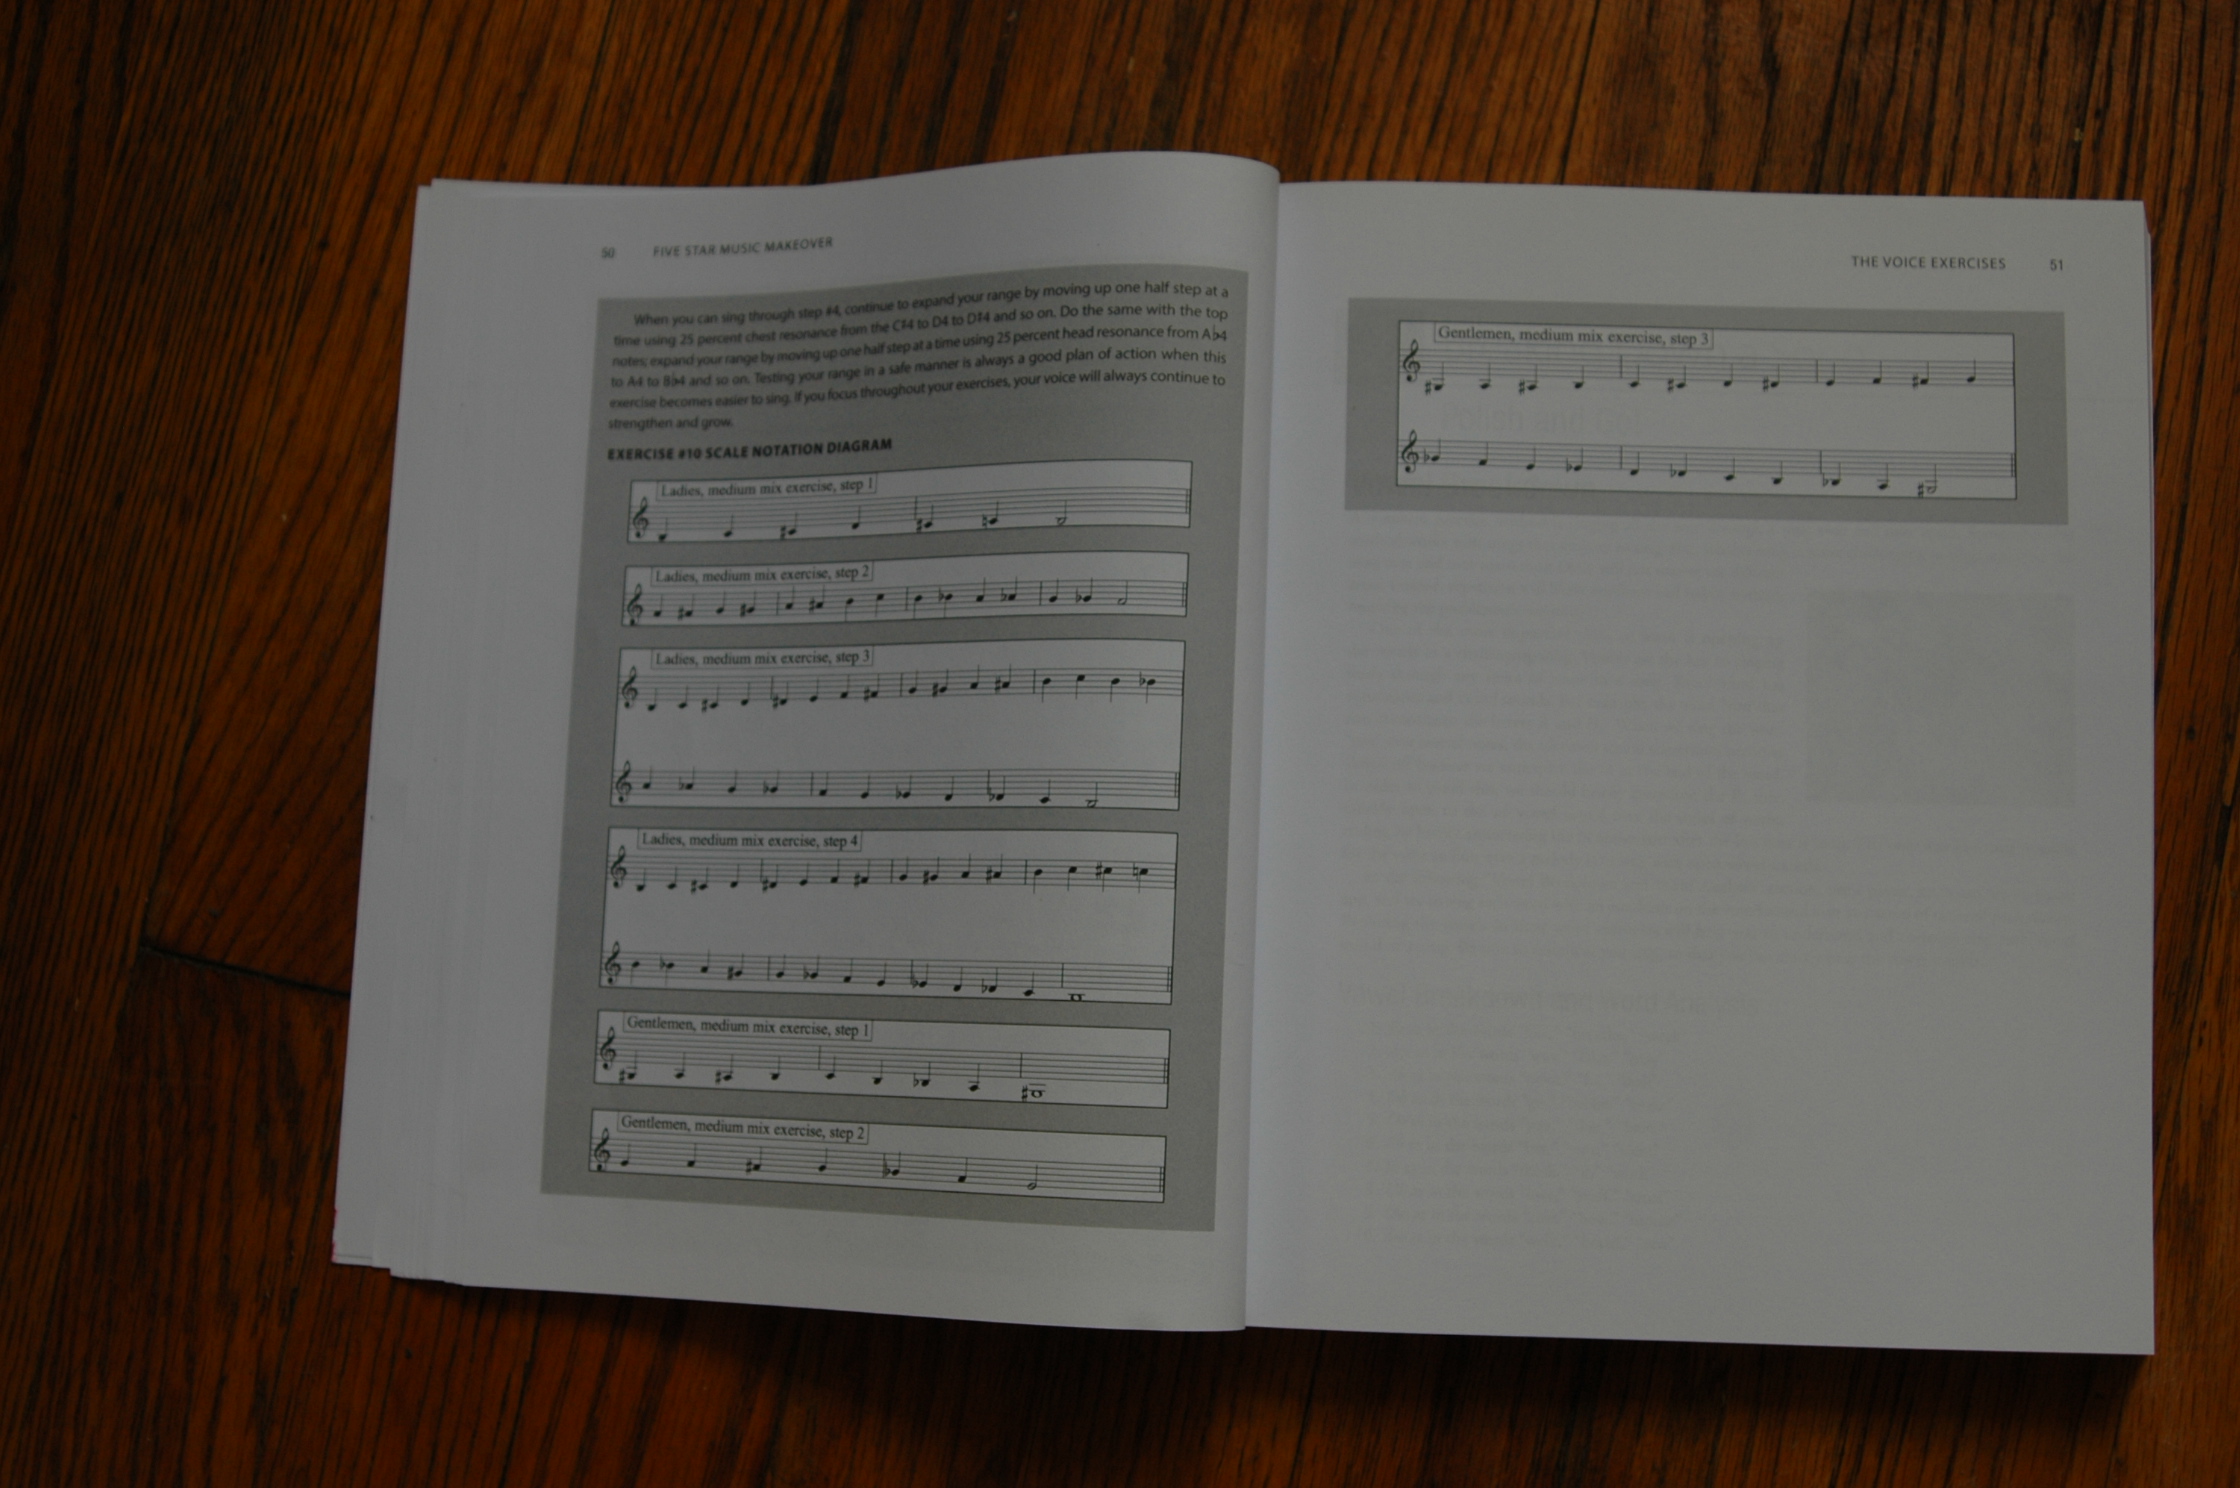 50 FIVE STAR MUSIC MAKEOVER
When you can sing through step #4, continue to expand your range by moving up one half step at a
time using 25 percent chest resonance from the C#4 to D4 to D#4 and so on. Do the same with the top
notes; expand your range by moving up one half step at a time using 25 percent head resonance from A♭4
to A4 to B♭4 and so on. Testing your range in a safe manner is always a good plan of action when this
exercise becomes easier to sing. If you focus throughout your exercises, your voice will always continue to
strengthen and grow.
EXERCISE #10 SCALE NOTATION DIAGRAM
Ladies, medium mix exercise, step 1
Ladies, medium mix exercise, step 2
Ladies, medium mix exercise, step 3
Ladies, medium mix exercise, step 4
Gentlemen, medium mix exercise, step 1
Gentlemen, medium mix exercise, step 2
THE VOICE EXERCISES 51
Gentlemen, medium mix exercise, step 3